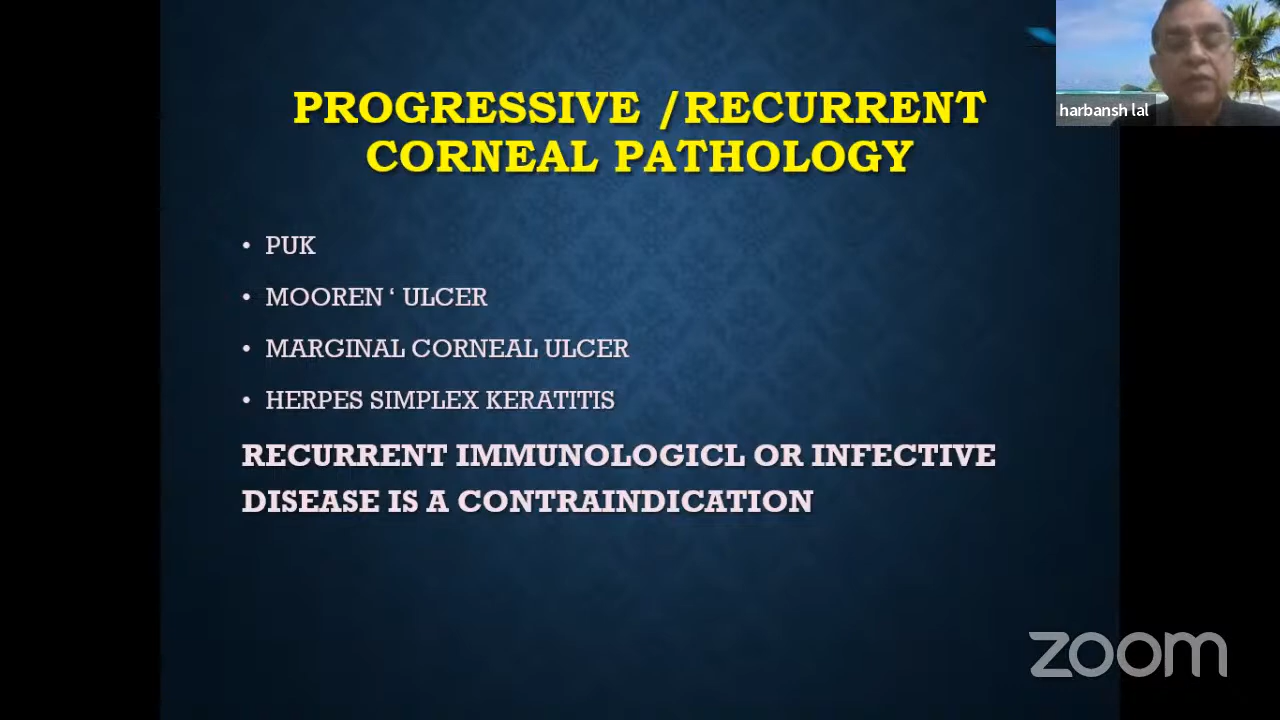 PROGRESSIVE /RECURRENT
CORNEAL PATHOLOGY
harbansh lal
• PUK
• MOOREN ‘ ULCER
• MARGINAL CORNEAL ULCER
• HERPES SIMPLEX KERATITIS
RECURRENT IMMUNOLOGICL OR INFECTIVE
DISEASE IS A CONTRAINDICATION
zoom